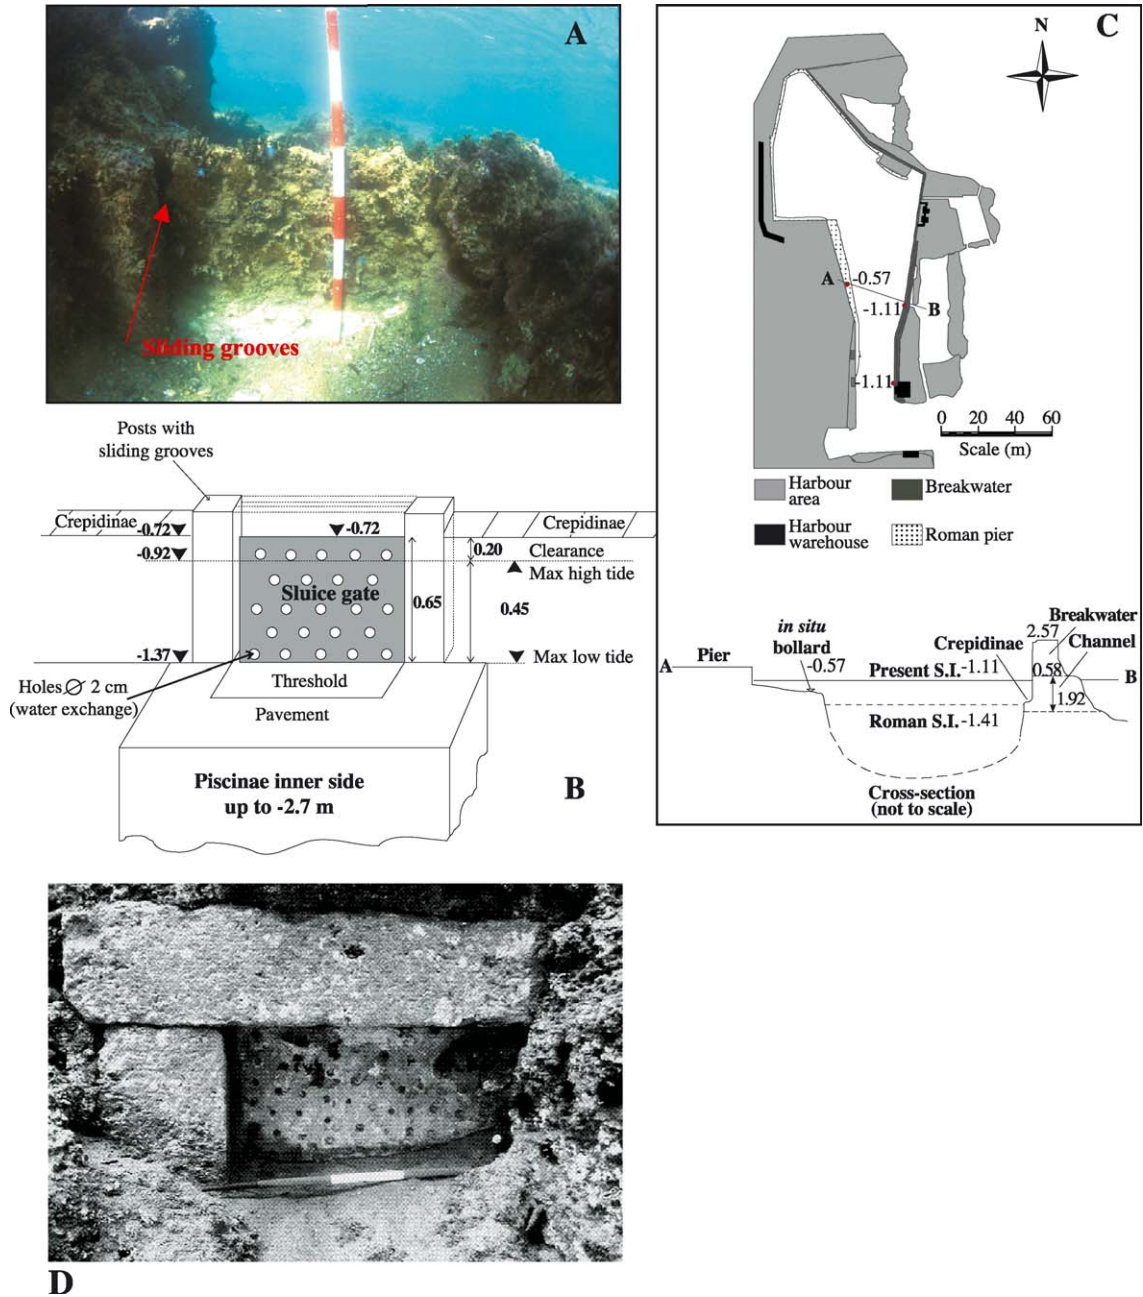 A
Sliding grooves
Posts with
sliding grooves
Crepidinae
-0.72
-0.92
-1.37
-0.72
Crepidinae
0.20
Clearance
Max high tide
Sluice gate
0.65
0.45
Max low tide
Holes ∅ 2 cm
(water exchange)
Threshold
Pavement
Piscinae inner side
up to -2.7 m
B
C
N
A
-0.57
-1.11
B
-1.11
0 20 40 60
Scale (m)
Harbour
area
Breakwater
Harbour
warehouse
Roman pier
in situ
bollard
Breakwater
2.57
Crepidinae
Channel
Pier
A
-0.57
Present S.l. -1.11
0.58
B
1.92
Roman S.l. -1.41
Cross-section
(not to scale)
D